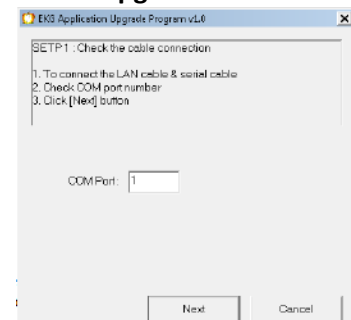 EKG Application Upgrade Program v1.0
SETP1 : Check the cable connection
1. To connect the LAN cable & serial cable
2. Check COM port number
3. Click [Next] button
COM Port: 1
Next Cancel